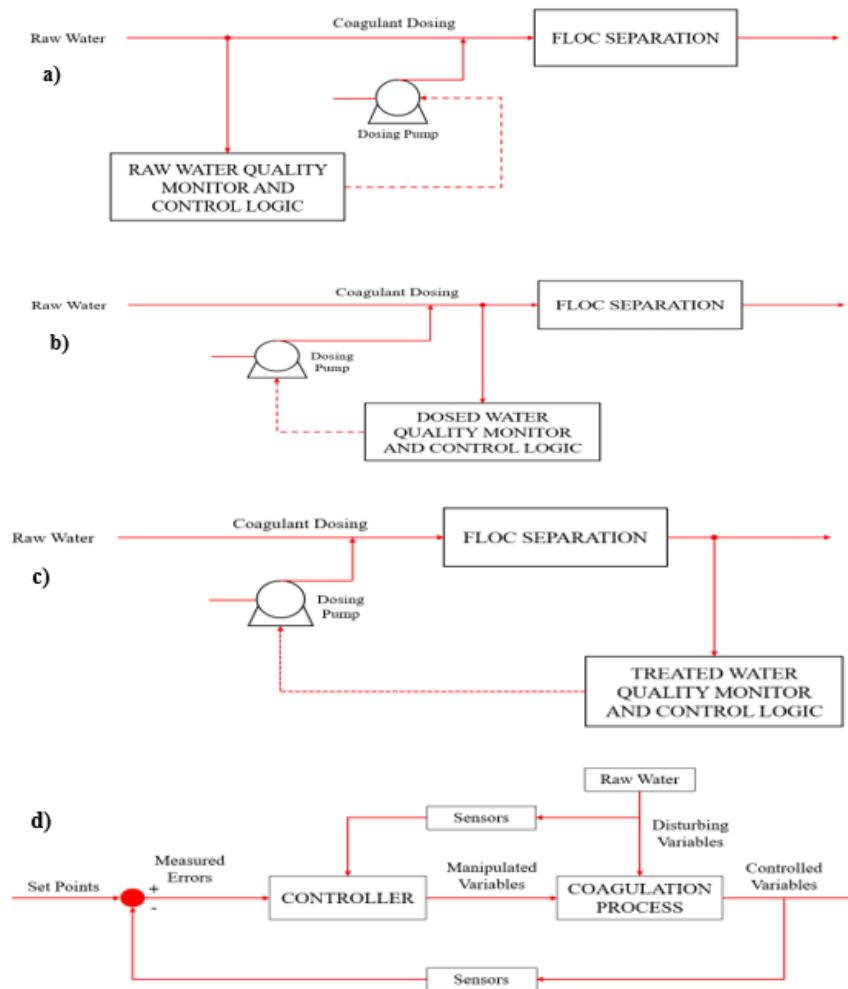 Raw Water
Coagulant Dosing
FLOC SEPARATION
a)
Dosing Pump
RAW WATER QUALITY
MONITOR AND
CONTROL LOGIC
Raw Water
Coagulant Dosing
FLOC SEPARATION
b)
Dosing
Pump
DOSED WATER
QUALITY MONITOR
AND CONTROL LOGIC
Raw Water
Coagulant Dosing
FLOC SEPARATION
c)
Dosing
Pump
TREATED WATER
QUALITY MONITOR
AND CONTROL LOGIC
d)
Raw Water
Sensors
Disturbing
Variables
Set Points
Measured
Errors
+
-
CONTROLLER
Manipulated
Variables
COAGULATION
PROCESS
Controlled
Variables
Sensors